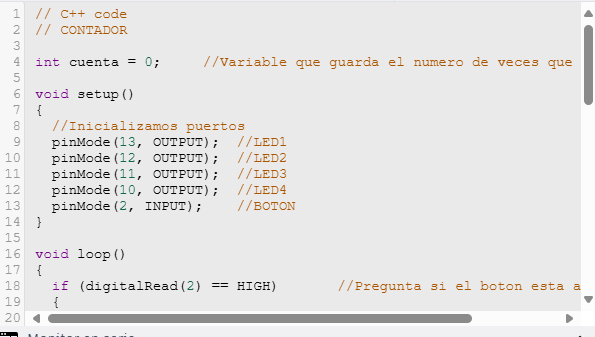 1 // C++ code
2 // CONTADOR
3
4 int cuenta = 0; //Variable que guarda el numero de veces que
5
6 void setup()
7 {
8 //Inicializamos puertos
9 pinMode(13, OUTPUT); //LED1
10 pinMode(12, OUTPUT); //LED2
11 pinMode(11, OUTPUT); //LED3
12 pinMode(10, OUTPUT); //LED4
13 pinMode(2, INPUT); //BOTON
14 }
15
16 void loop()
17 {
18 if (digitalRead(2) == HIGH) //Pregunta si el boton esta a
19 {
20
Monitor en serie